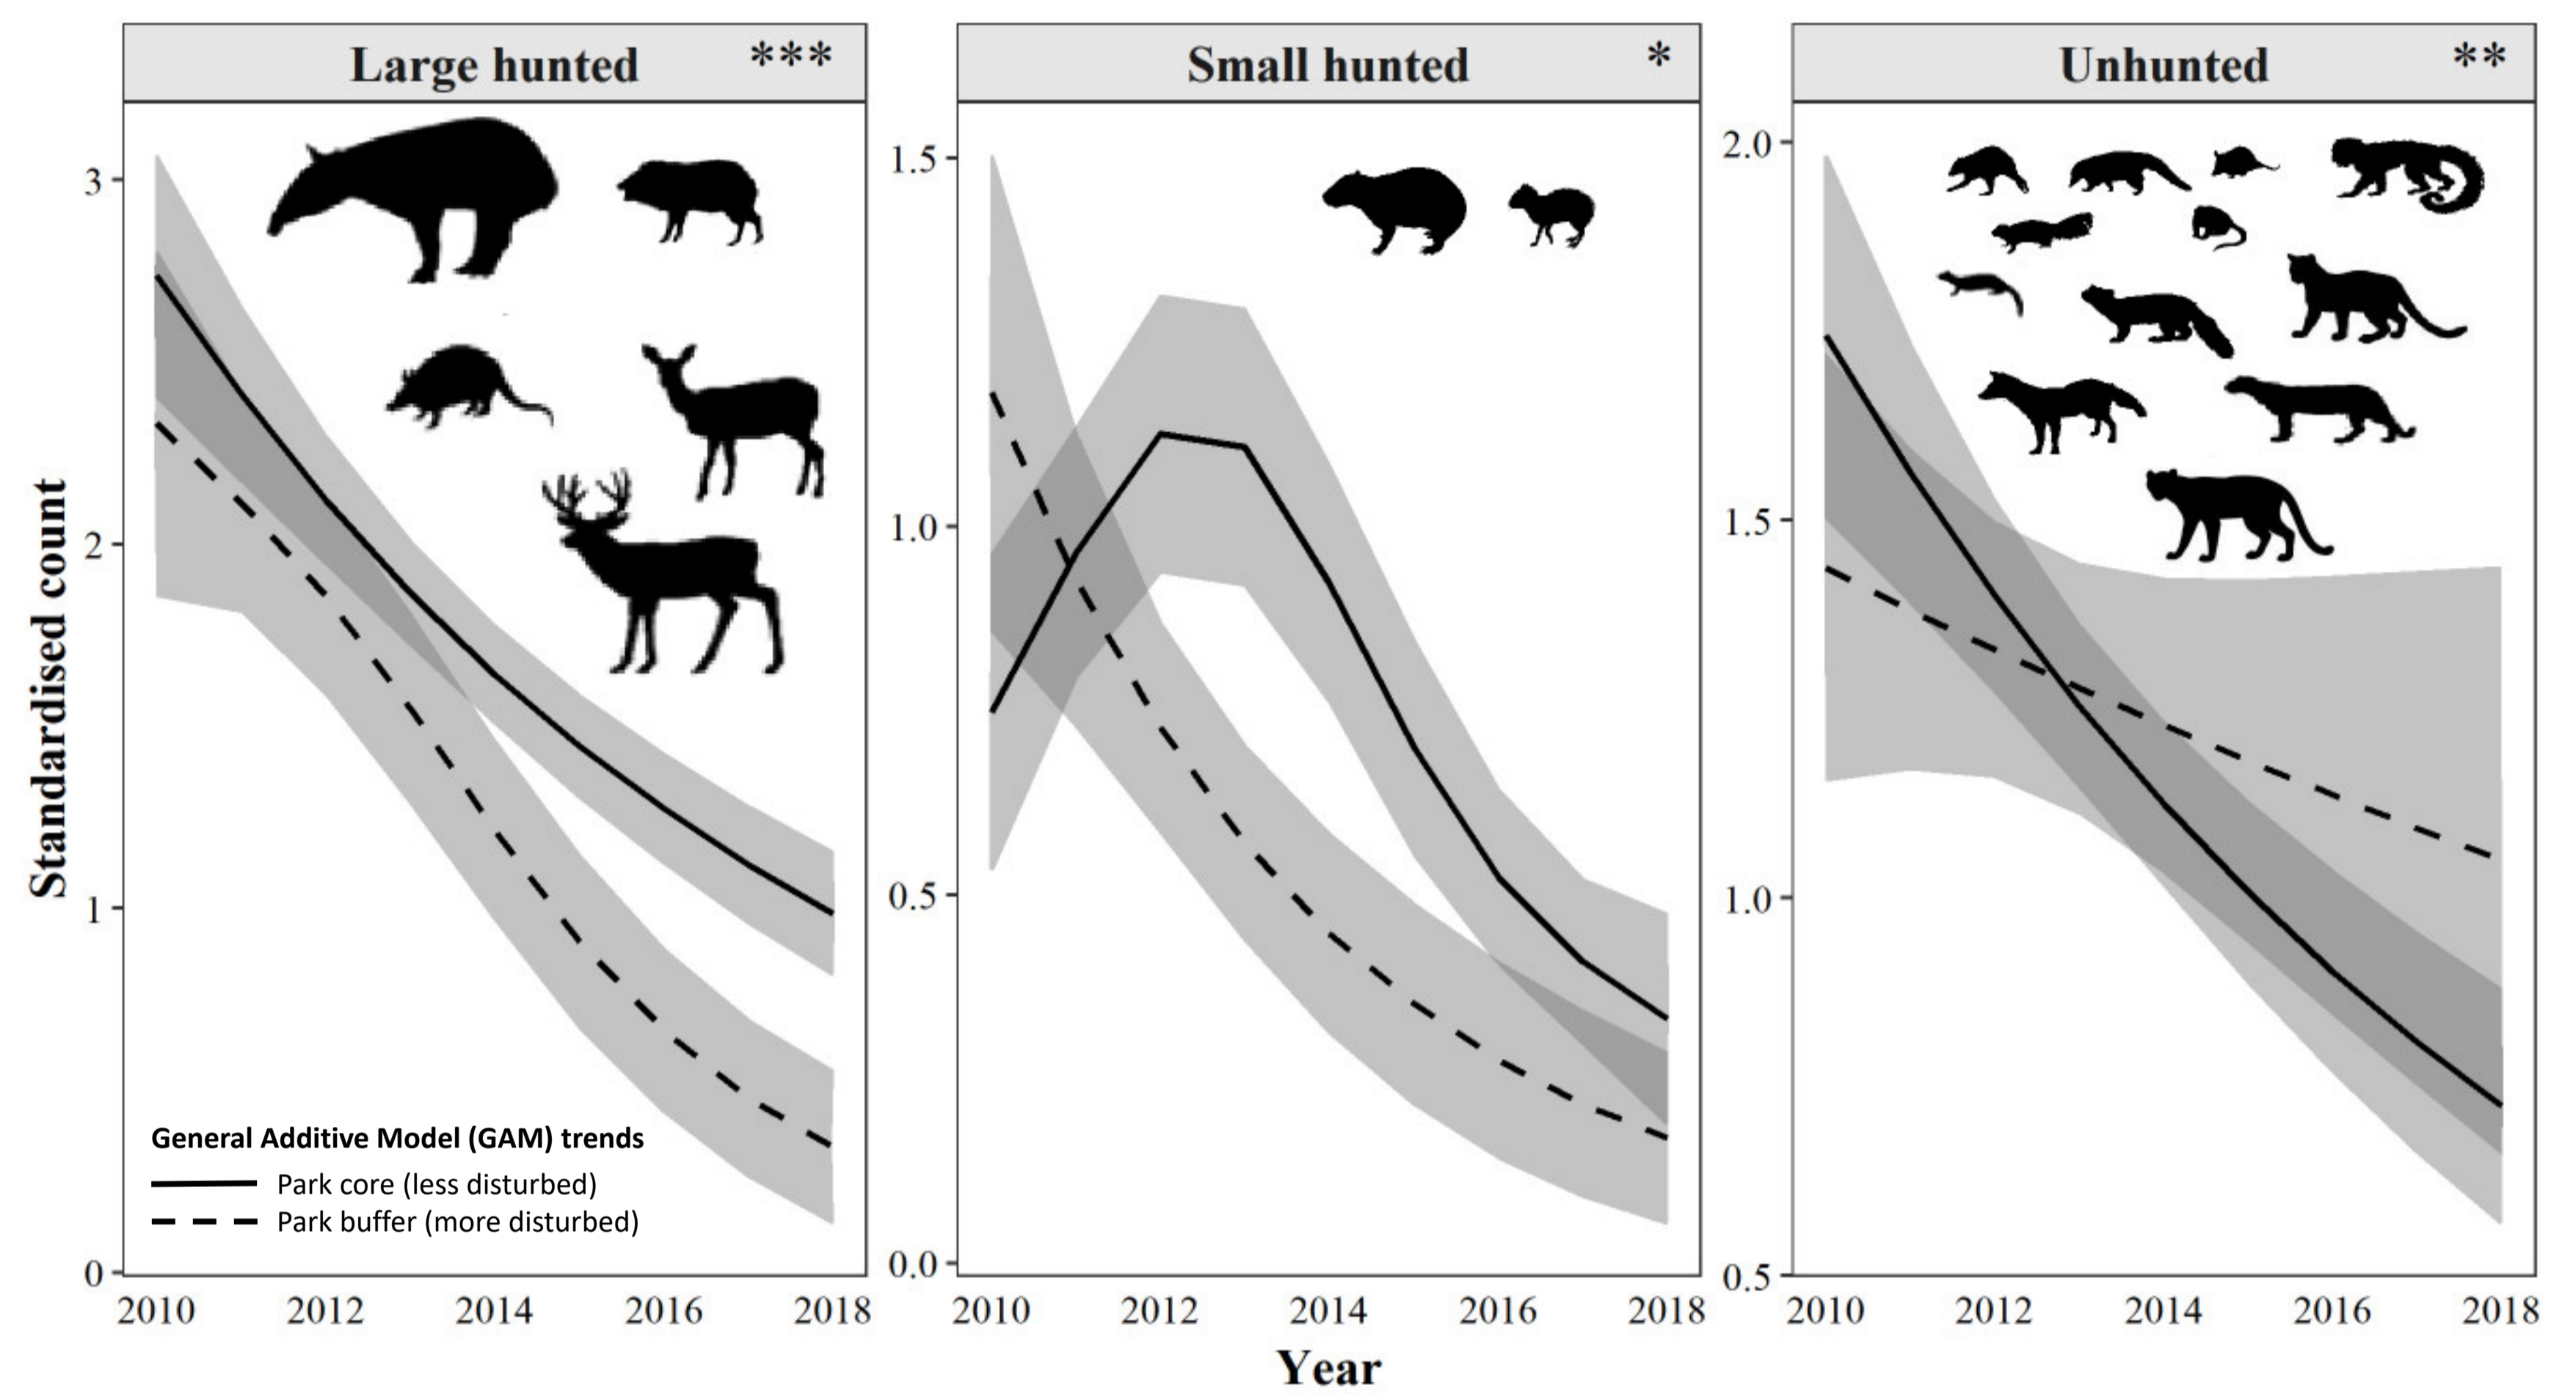 Large hunted ***
Small hunted *
Unhunted **
Standardised count
3
2
1
0
1.5
1.0
0.5
0.0
2.0
1.5
1.0
0.5
General Additive Model (GAM) trends
Park core (less disturbed)
Park buffer (more disturbed)
2010 2012 2014 2016 2018
2010 2012 2014 2016 2018
2010 2012 2014 2016 2018
Year